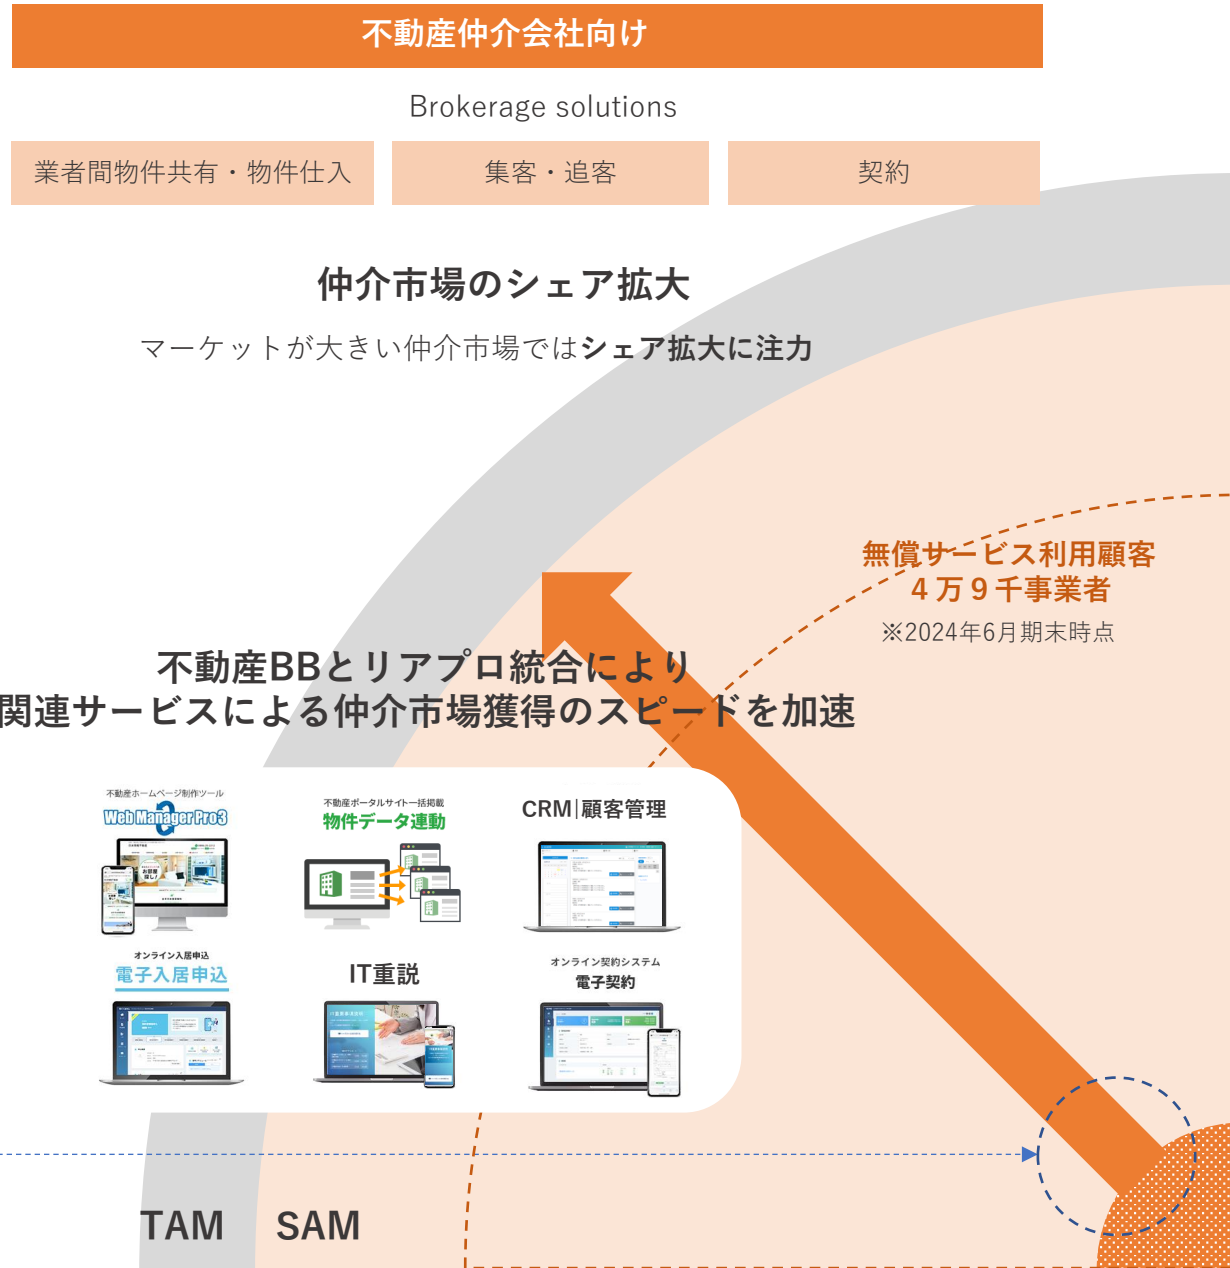 不動産仲介会社向け
Brokerage solutions
業者間物件共有・物件仕入
集客・追客
契約
仲介市場のシェア拡大
マーケットが大きい仲介市場ではシェア拡大に注力
無償サービス利用顧客
4万9千事業者
※2024年6月期末時点
不動産BBとリアプロ統合により
関連サービスによる仲介市場獲得のスピードを加速
不動産ホームページ制作ツール
Web Manager Pro3
不動産ポータルサイト一括掲載
物件データ連動
CRM|顧客管理
オンライン入居申込
電子入居申込
IT重説
オンライン契約システム
電子契約
TAM
SAM